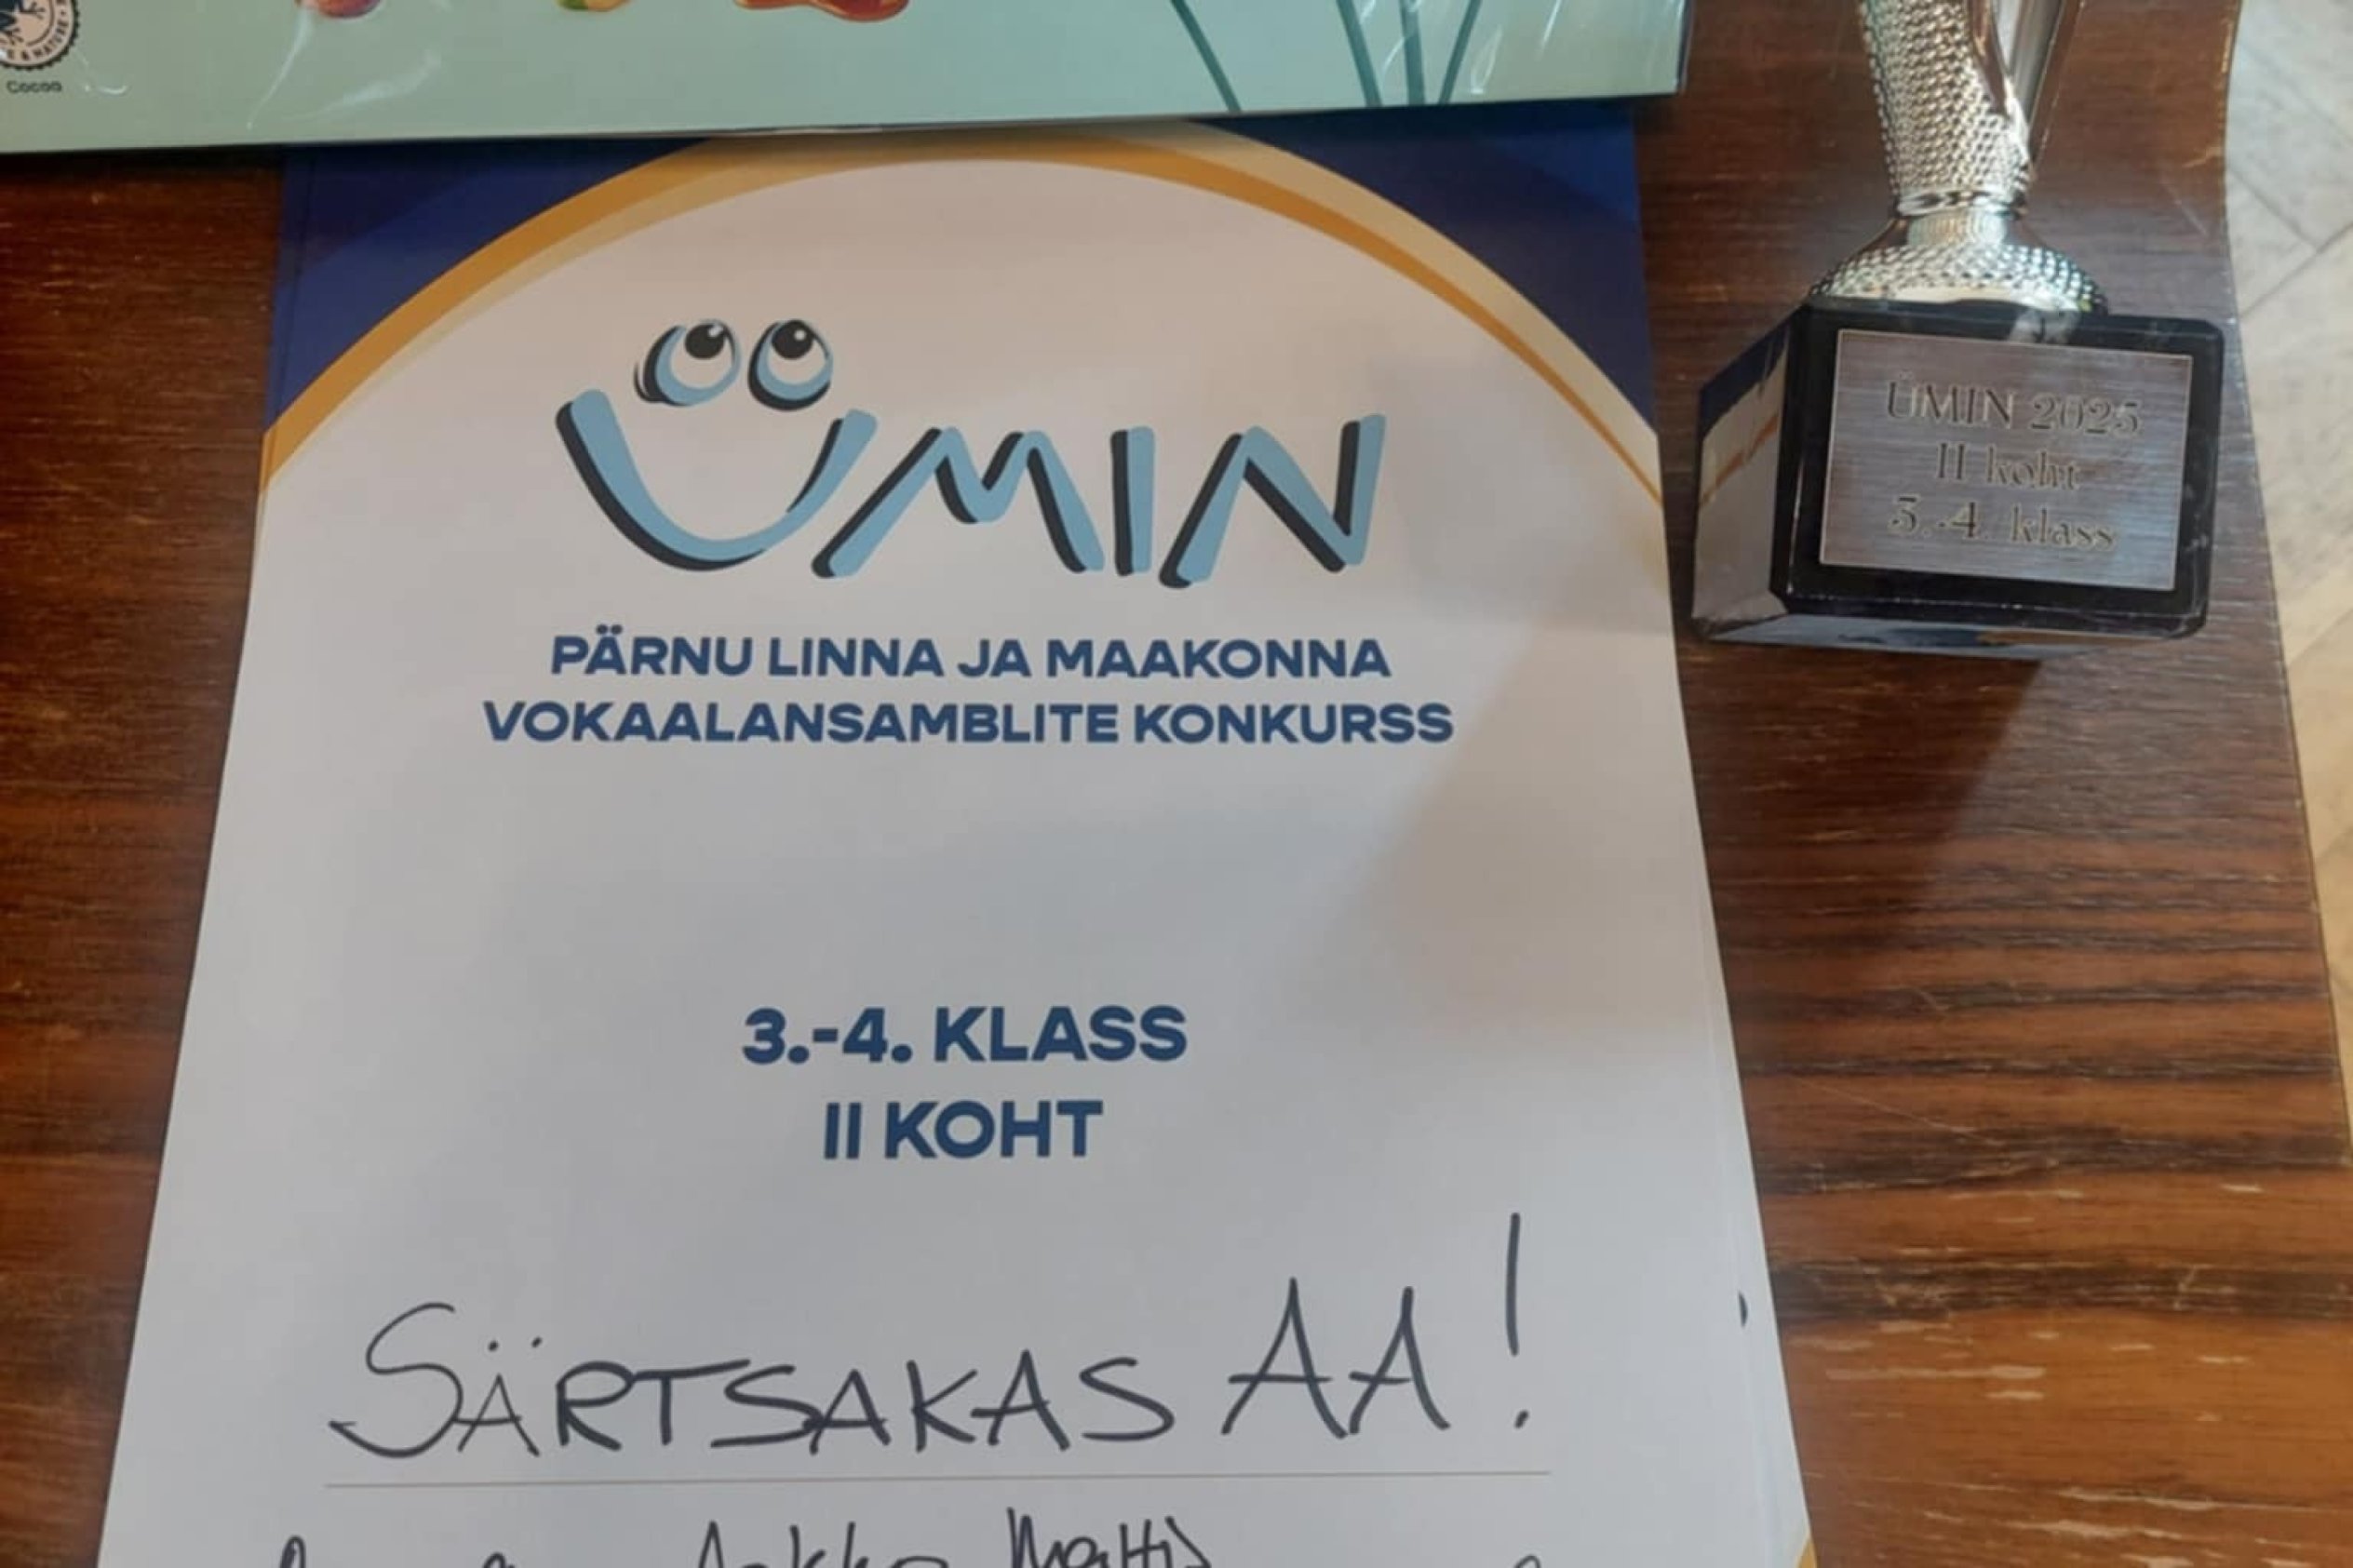 Cocoa
ÜMIN
PÄRNU LINNA JA MAAKONNA
VOKAALANSAMBLITE KONKURSS
3.-4. KLASS
II KOHT
SÄRTSAKAS AA!
ÜMIN 2025
II koht
3.-4. klass